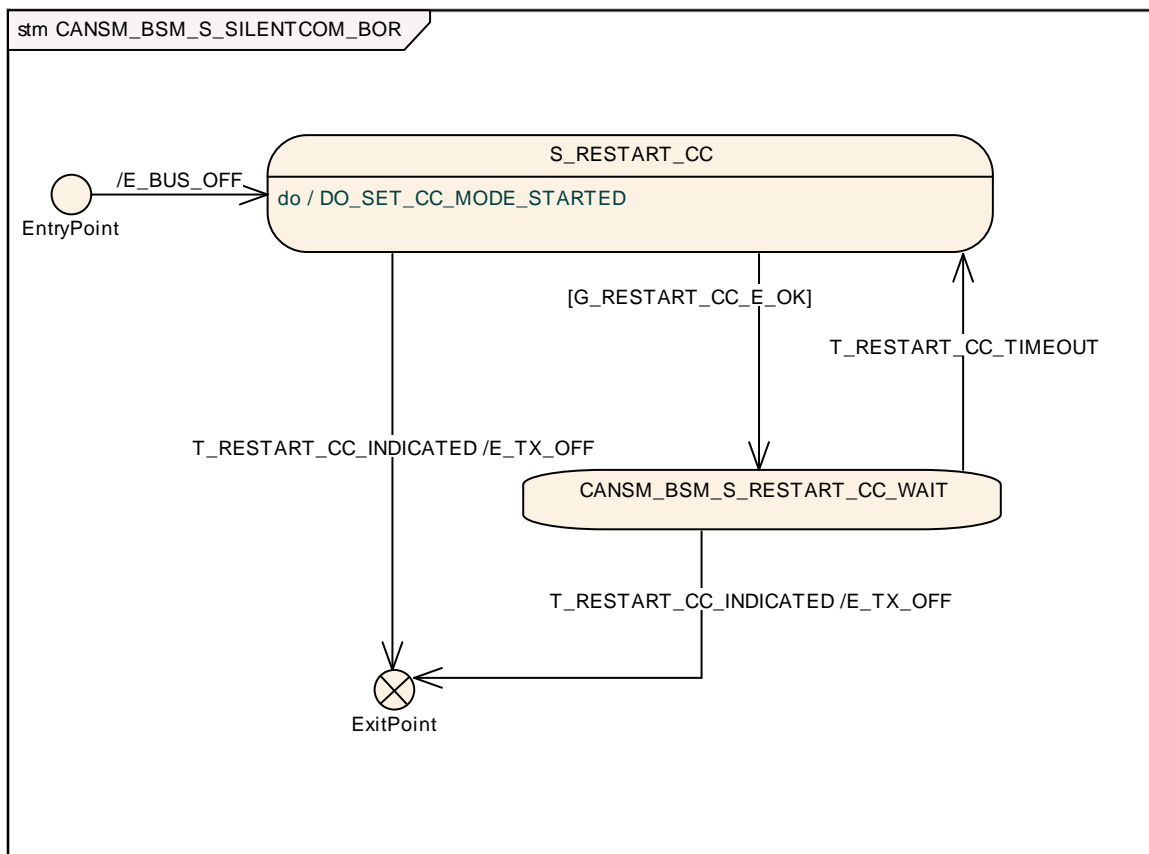 stm CANSM_BSM_S_SILENTCOM_BOR
S_RESTART_CC
/E_BUS_OFF
do / DO_SET_CC_MODE_STARTED
EntryPoint
[G_RESTART_CC_E_OK]
T_RESTART_CC_TIMEOUT
T_RESTART_CC_INDICATED /E_TX_OFF
CANSM_BSM_S_RESTART_CC_WAIT
T_RESTART_CC_INDICATED /E_TX_OFF
ExitPoint